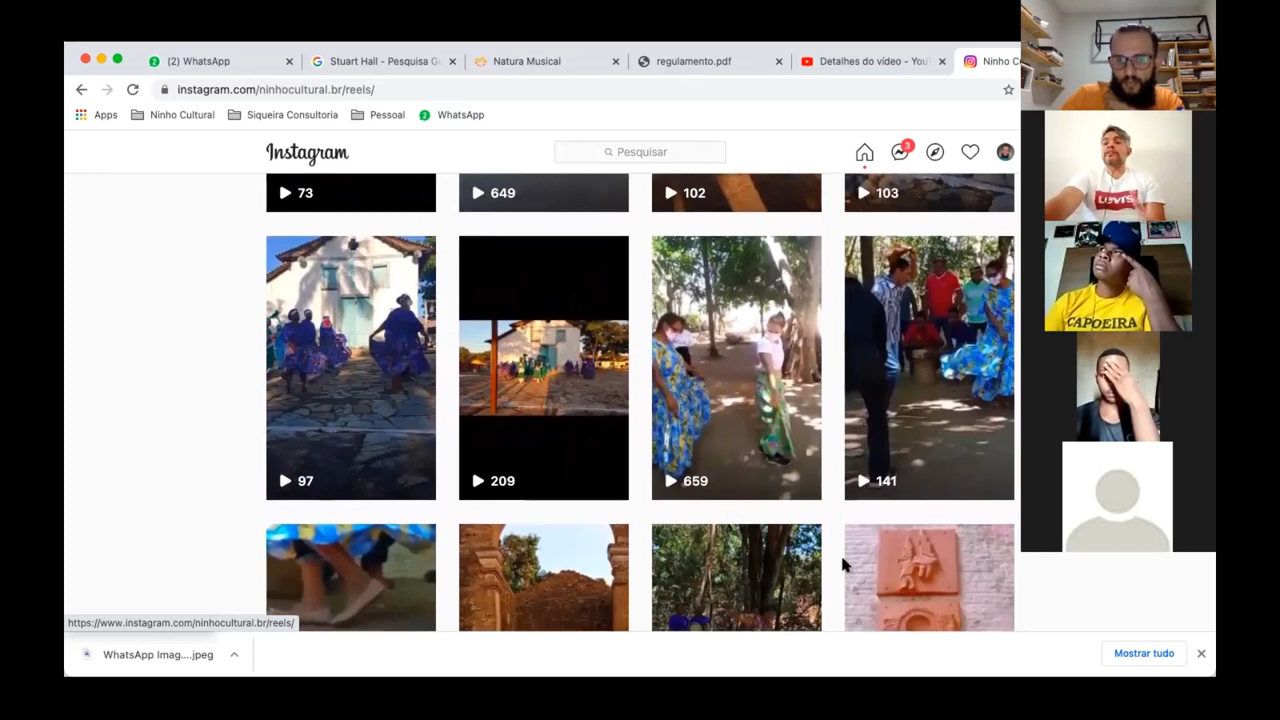 (2) WhatsApp
Stuart Hall - Pesquisa G
Natura Musical
regulamento.pdf
Detalhes do vídeo - You
Ninho C
instagram.com/ninhocultural.br/reels/
Apps
Ninho Cultural
Siqueira Consultoria
Pessoal
2 WhatsApp
Instagram
Pesquisar
3
73
649
102
103
LEVI'S
CAPOEIRA
97
209
659
141
https://www.instagram.com/ninhocultural.br/reels/
WhatsApp Imag....jpeg
Mostrar tudo